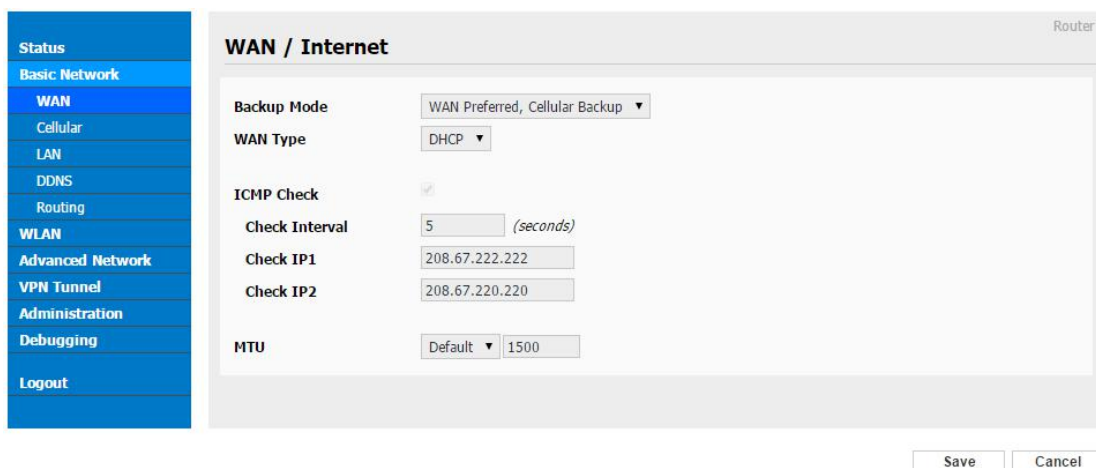 Router
Status
Basic Network
WAN
Cellular
LAN
DDNS
Routing
WLAN
Advanced Network
VPN Tunnel
Administration
Debugging
Logout
WAN / Internet
Backup Mode WAN Preferred, Cellular Backup
WAN Type DHCP
ICMP Check
Check Interval 5 (seconds)
Check IP1 208.67.222.222
Check IP2 208.67.220.220
MTU Default 1500
Save Cancel